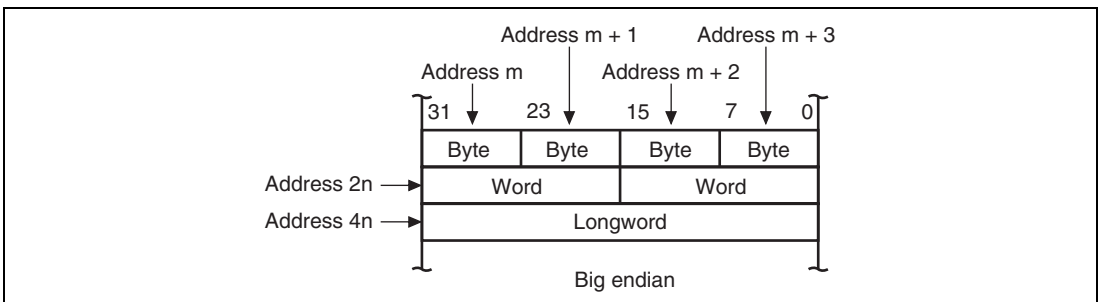 Address m + 1 Address m + 3
Address m Address m + 2
31 23 15 7 0
Byte Byte Byte Byte
Address 2n Word Word
Address 4n Longword
Big endian